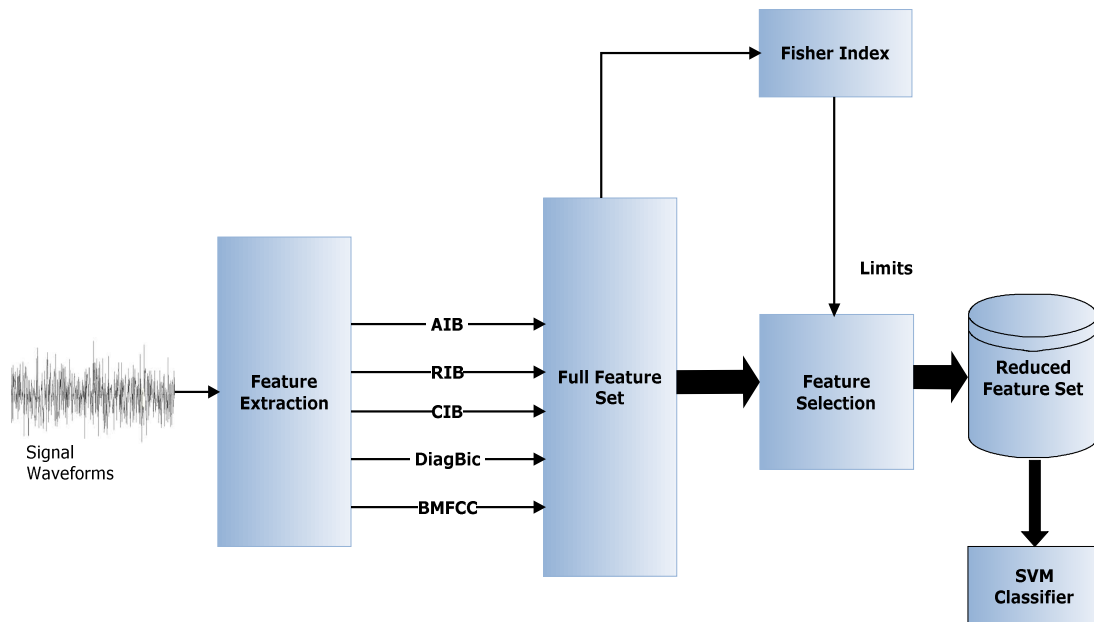 Fisher Index
Limits
AIB
RIB
CIB
DiagBic
BMFCC
Feature
Extraction
Full Feature
Set
Feature
Selection
Reduced
Feature Set
Signal
Waveforms
SVM
Classifier